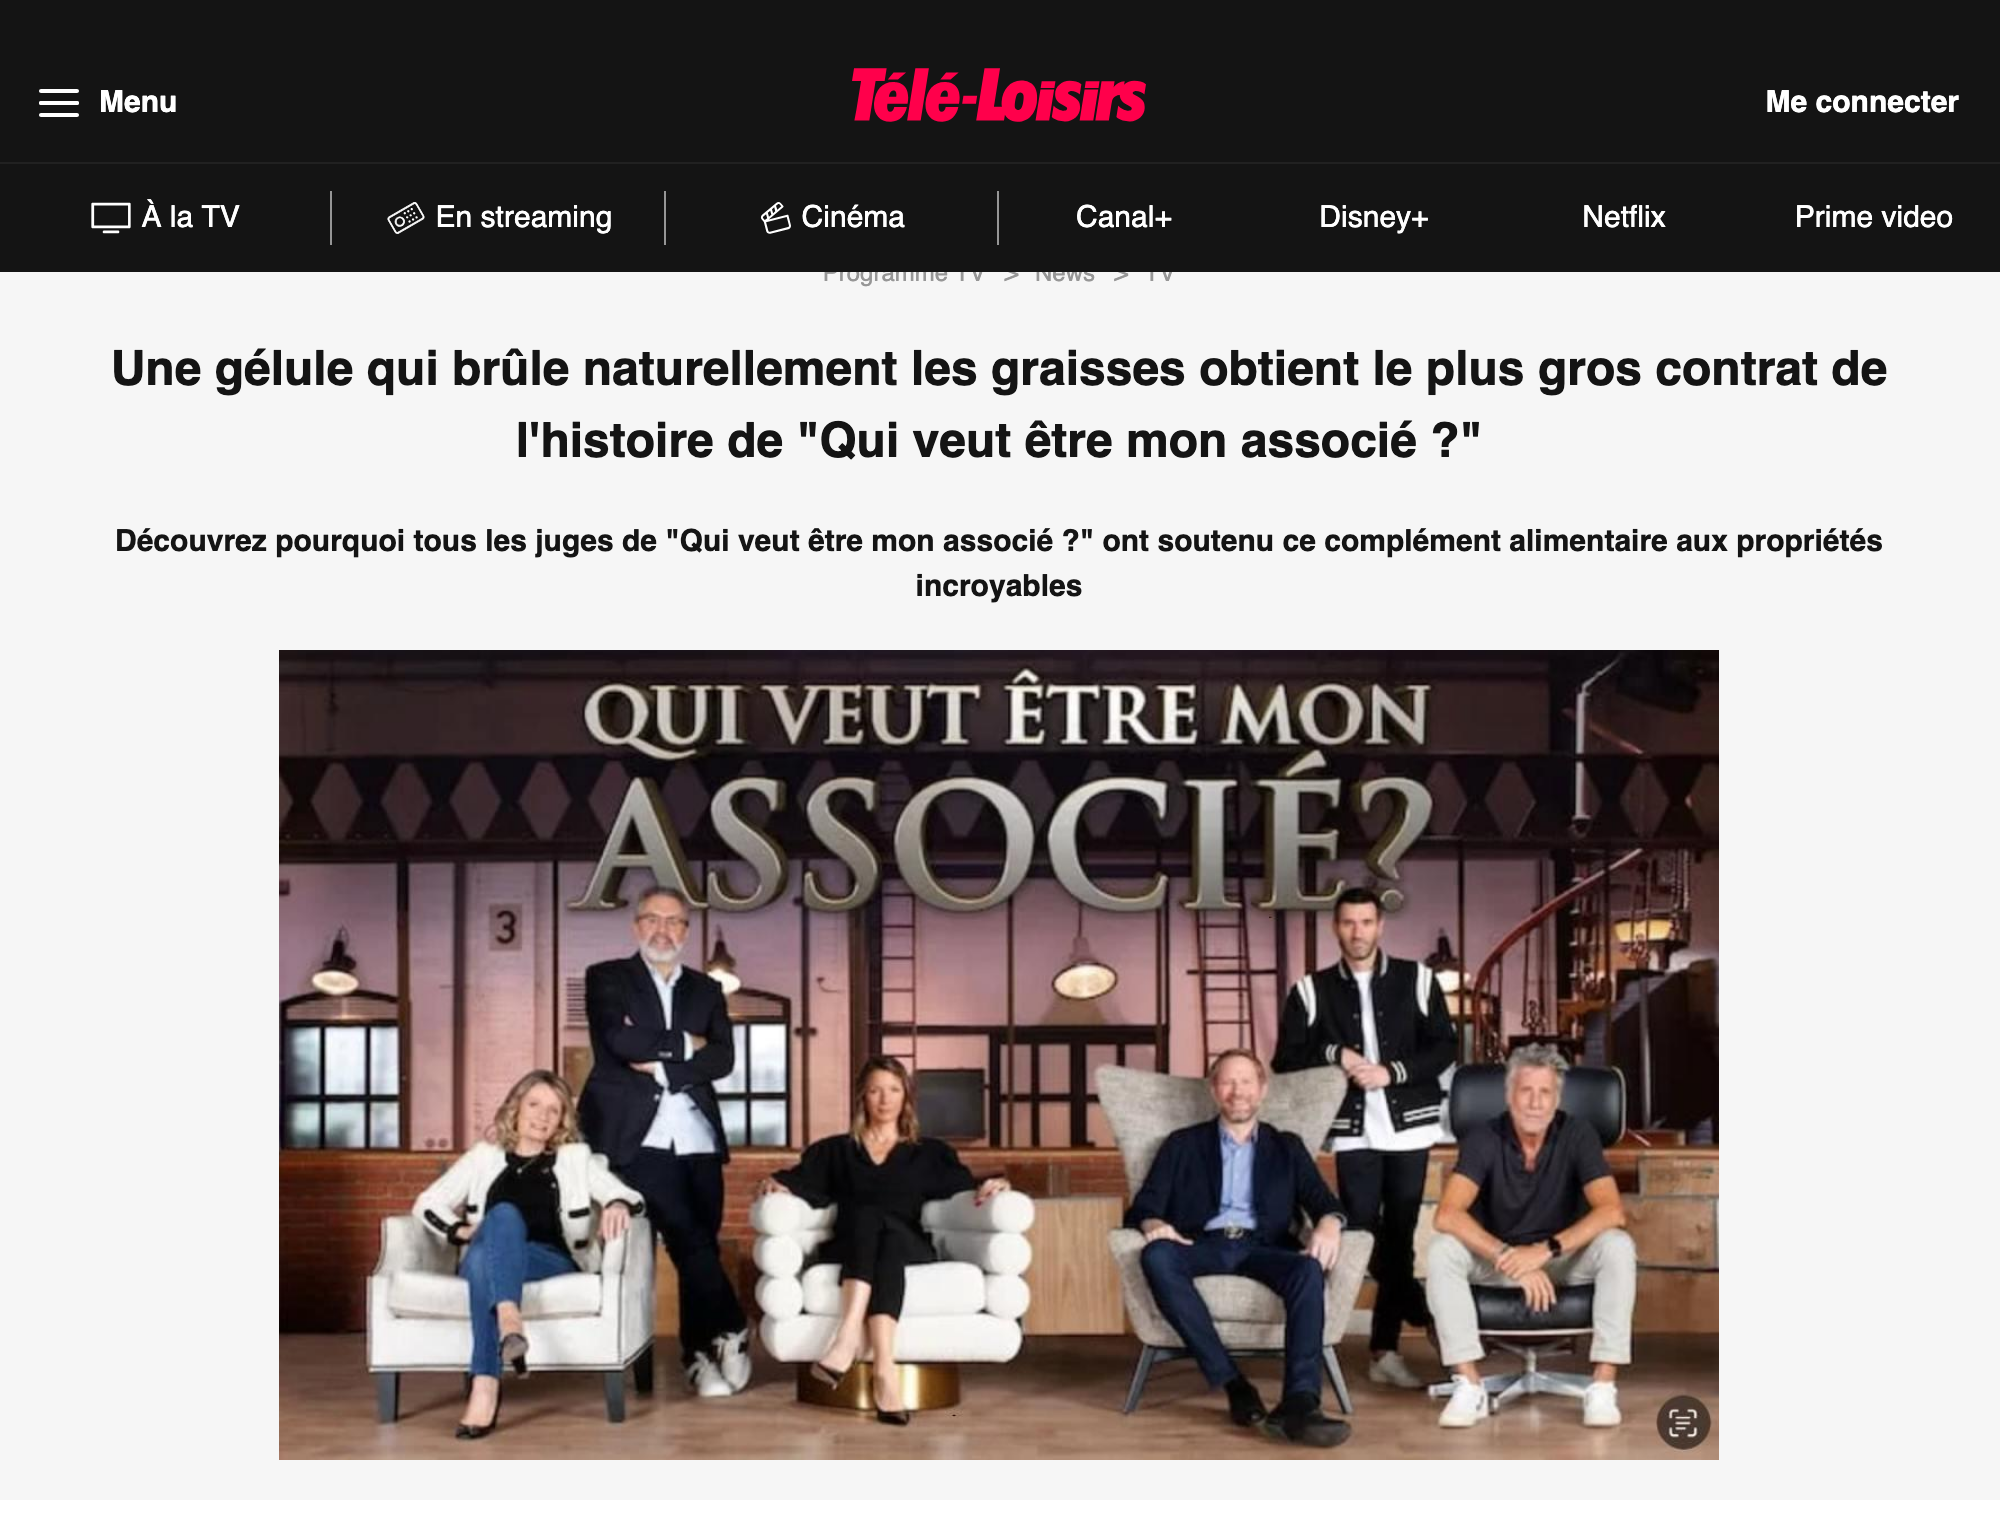 Menu
Télé-Loisirs
Me connecter
À la TV
En streaming
Cinéma
Canal+
Disney+
Netflix
Prime video
Programme TV > News > TV
Une gélule qui brûle naturellement les graisses obtient le plus gros contrat de
l'histoire de "Qui veut être mon associé ?"
Découvrez pourquoi tous les juges de "Qui veut être mon associé ?" ont soutenu ce complément alimentaire aux propriétés
incroyables
QUI VEUT ÊTRE MON
ASSOCIÉ?
3